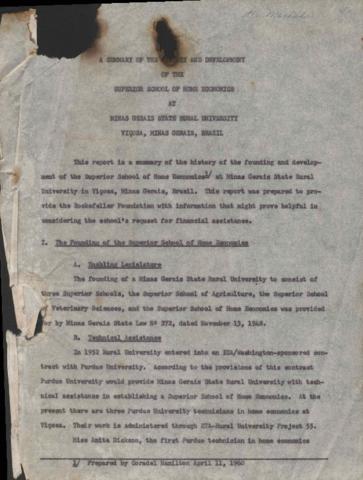 A SUMMARY OF THE AND DEVELOPMENT
OF THE
SUPERIOR SCHOOL OF HOME ECONOMICS
AT
MINAS GERAIS STATE RURAL UNIVERSITY
VIÇOSA, MINAS GERAIS, BRAZIL
This report is a summary of the history of the founding and develop-
ment of the Superior School of Home Economics 1/ at Minas Gerais State Rural
University in Viçosa, Minas Gerais, Brazil. This report was prepared to pro-
vide the Rockefeller Foundation with information that might prove helpful in
considering the school's request for financial assistance.
I. The Founding of the Superior School of Home Economics
A. Enabling Legislature
The founding of a Minas Gerais State Rural University to consist of
three Superior Schools, the Superior School of Agriculture, the Superior School
of Veterinary Sciences, and the Superior School of Home Economics was provided
for by Minas Gerais State Law Nº 272, dated November 13, 1948.
B. Technical Assistance
In 1952 Rural University entered into an ICA/Washington-sponsored con-
tract with Purdue University. According to the provisions of this contract
Purdue University would provide Minas Gerais State Rural University with tech-
nical assistance in establishing a Superior School of Home Economics. At the
present there are three Purdue University technicians in home economics at
Viçosa. Their work is administered through ETA-Rural University Project 55.
Miss Anita Dickson, the first Purdue technician in home economics
1/ Prepared by Coradel Hamilton April 11, 1960